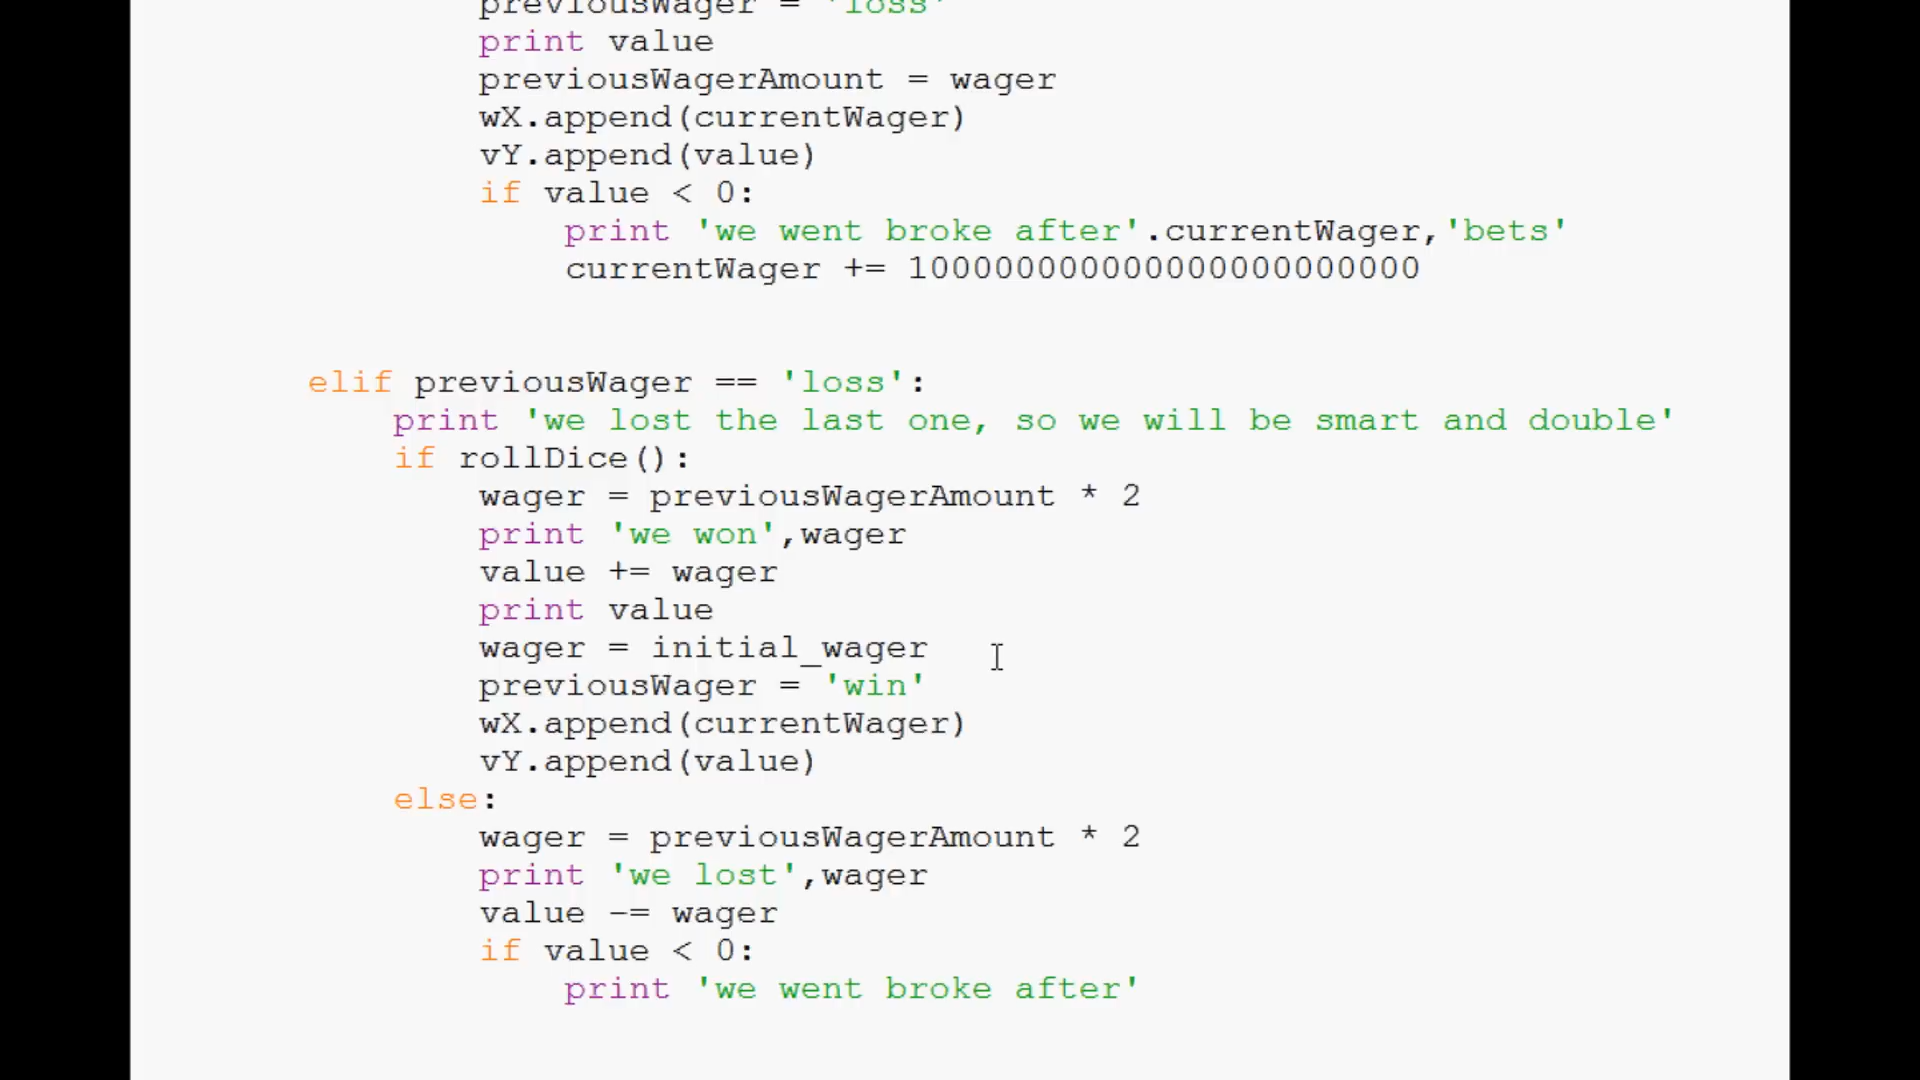 previousWager = 'loss'
print value
previousWagerAmount = wager
wX.append(currentWager)
vY.append(value)
if value < 0:
print 'we went broke after'.currentWager,'bets'
currentWager += 100000000000000000000000
elif previousWager == 'loss':
print 'we lost the last one, so we will be smart and double'
if rollDice():
wager = previousWagerAmount * 2
print 'we won',wager
value += wager
print value
wager = initial_wager
previousWager = 'win'
wX.append(currentWager)
vY.append(value)
else:
wager = previousWagerAmount * 2
print 'we lost',wager
value -= wager
if value < 0:
print 'we went broke after'